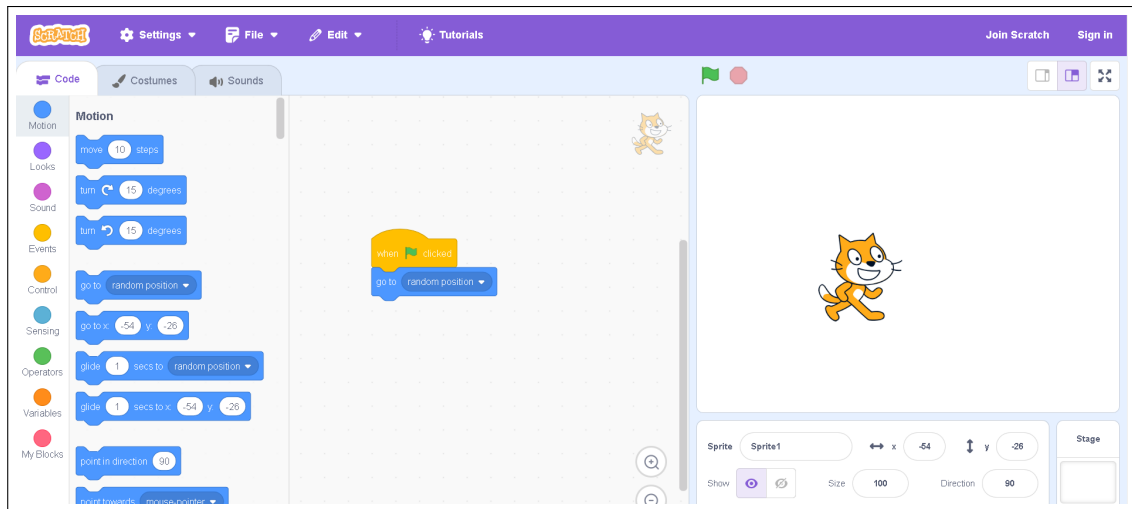 SCRATCH Settings File Edit Tutorials Join Scratch Sign in
Code Costumes Sounds
Motion
Looks
Sound
Events
Control
Sensing
Operators
Variables
My Blocks
Motion
move 10 steps
turn 15 degrees
turn 15 degrees
go to random position
go to x: -54 y: -26
glide 1 secs to random position
glide 1 secs to x: -54 y: -26
point in direction 90
point towards mouse-pointer
when clicked
go to random position
Sprite Sprite1 x -54 y -26
Show Size 100 Direction 90
Stage